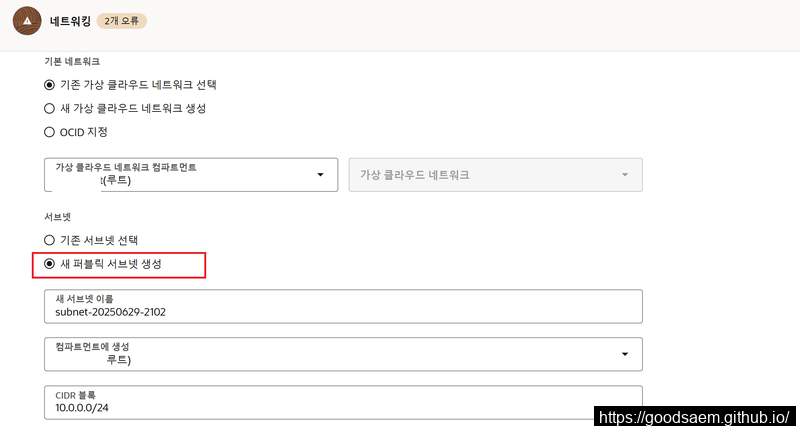 네트워킹 2개 오류
기본 네트워크
기존 가상 클라우드 네트워크 선택
새 가상 클라우드 네트워크 생성
OCID 지정
가상 클라우드 네트워크 컴파트먼트
(루트)
가상 클라우드 네트워크
서브넷
기존 서브넷 선택
새 퍼블릭 서브넷 생성
새 서브넷 이름
subnet-20250629-2102
컴파트먼트에 생성
루트)
CIDR 블록
10.0.0.0/24
https://goodsaem.github.io/